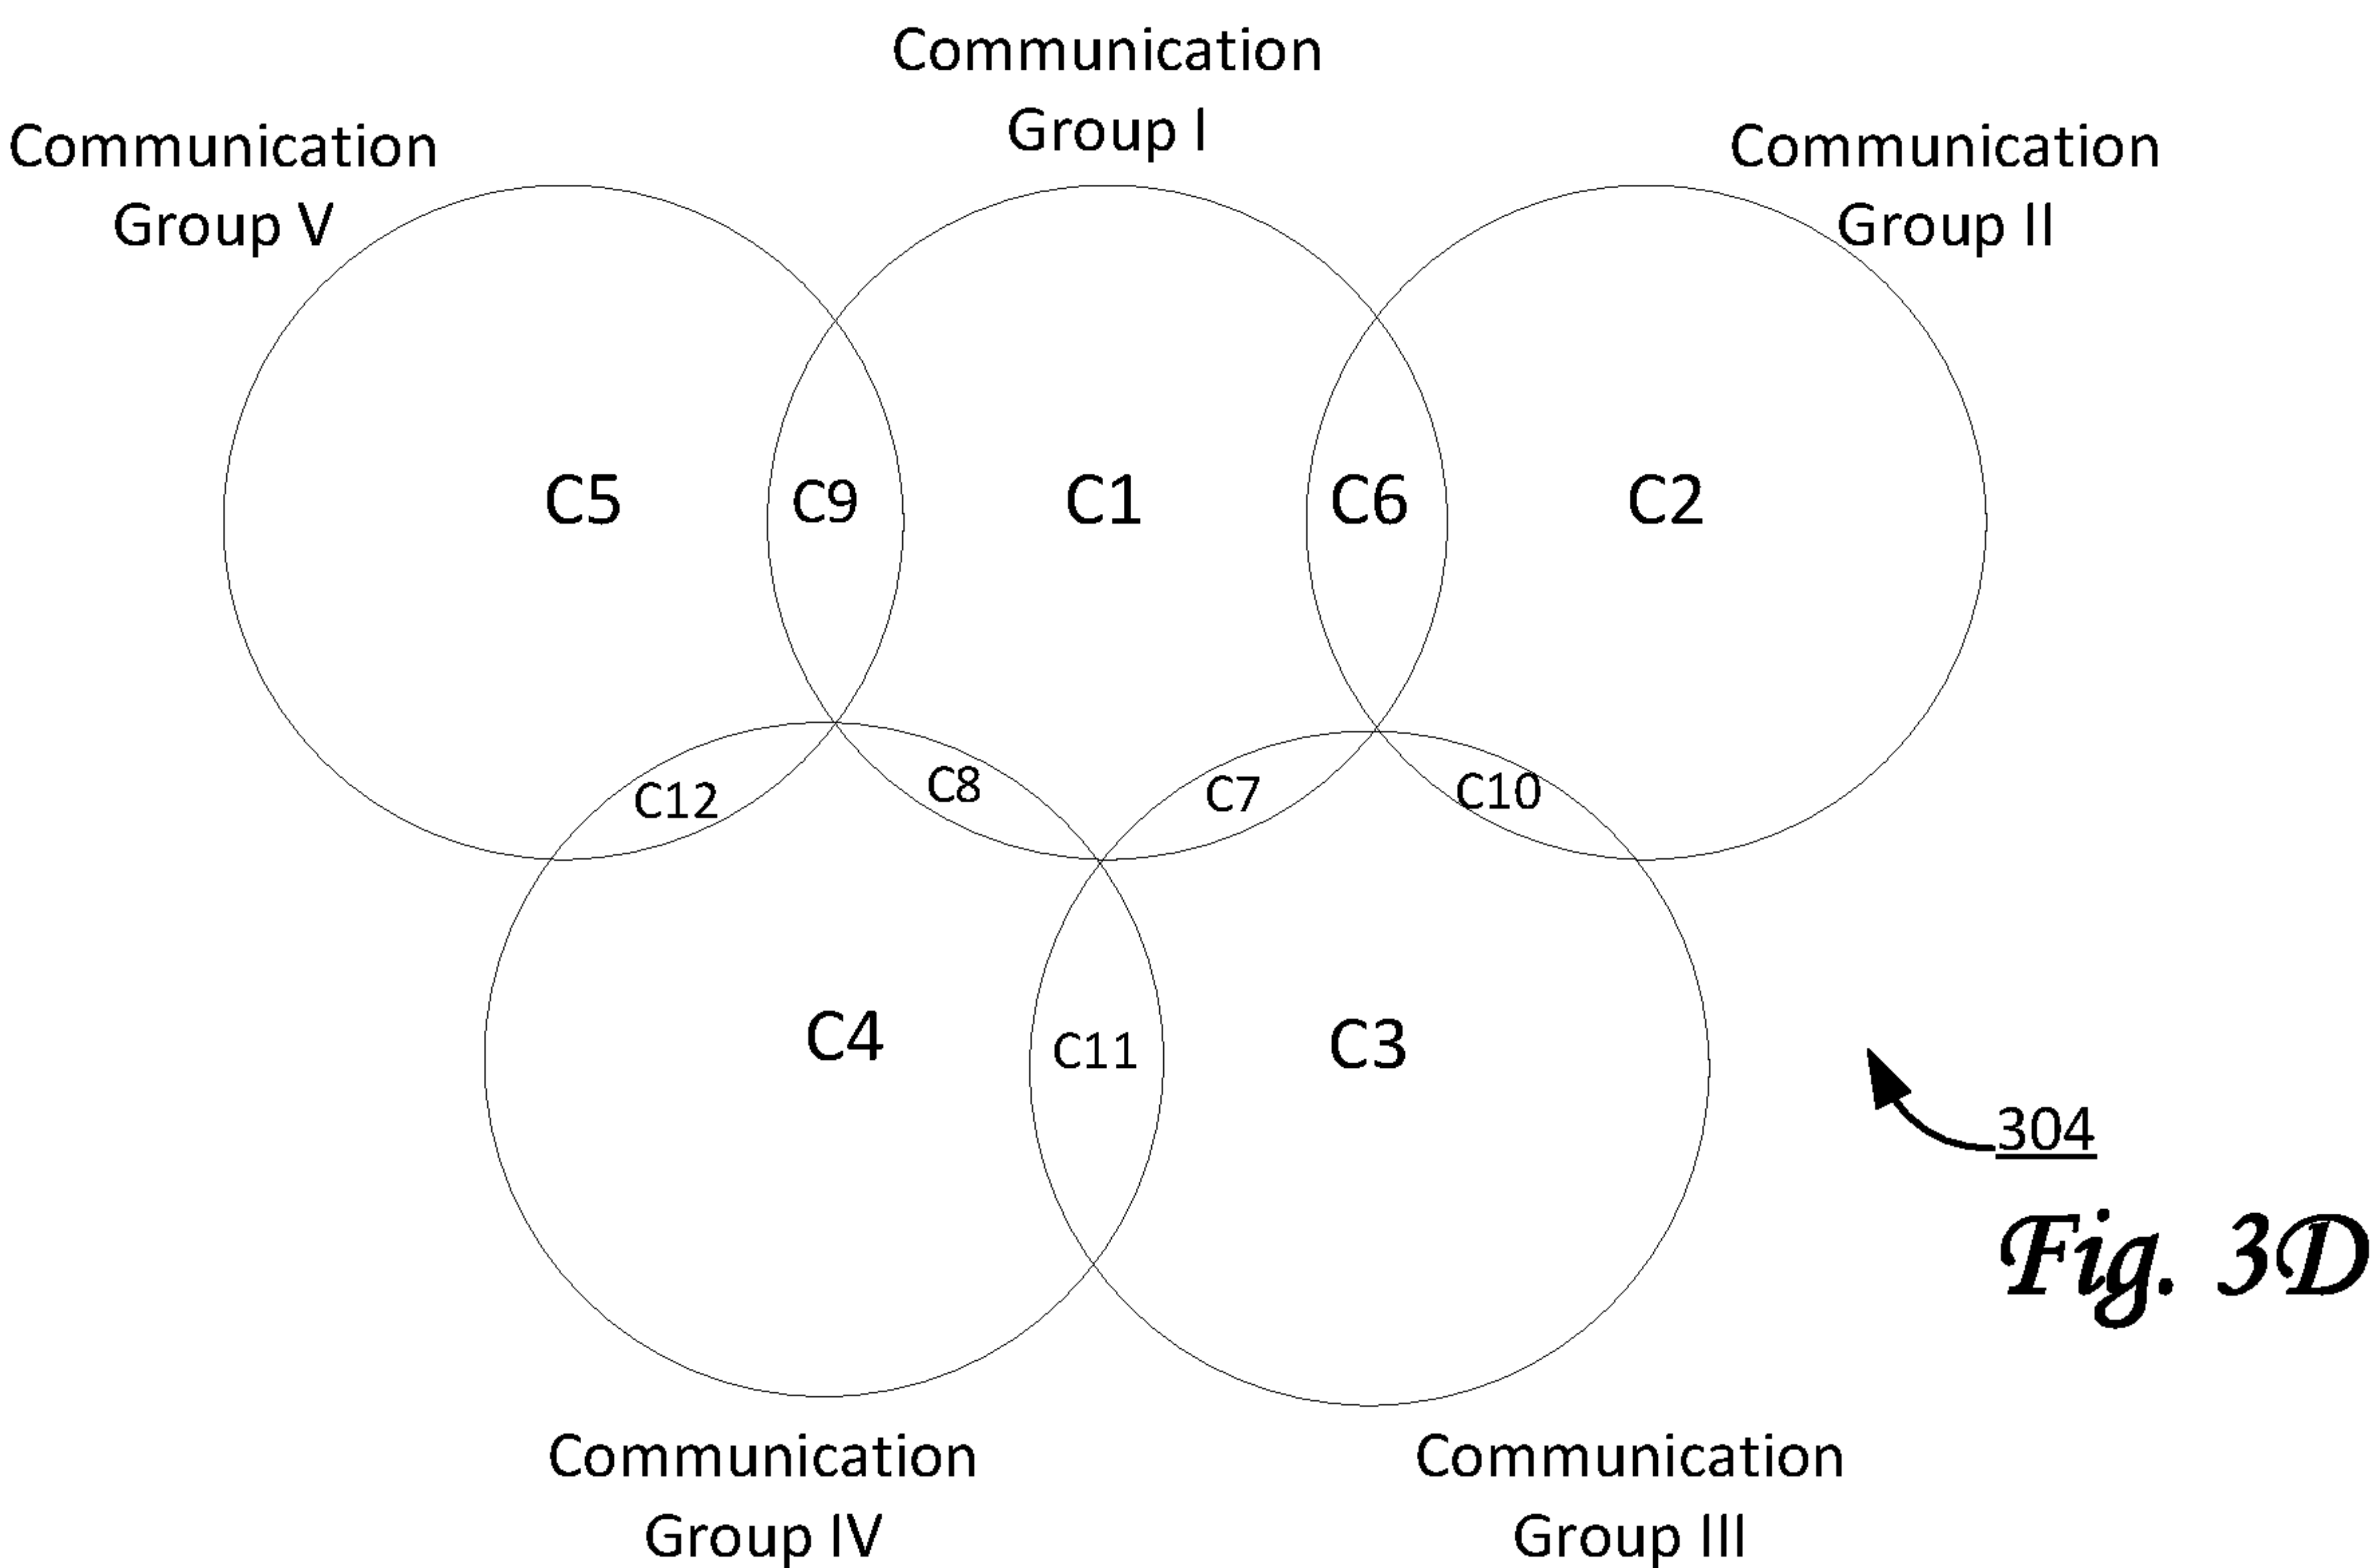 Communication
Group I
Communication
Group V
Communication
Group II
C5
C9
C1
C6
C2
C12
C8
C7
C10
C4
C11
C3
304
Fig. 3D
Communication
Group IV
Communication
Group III